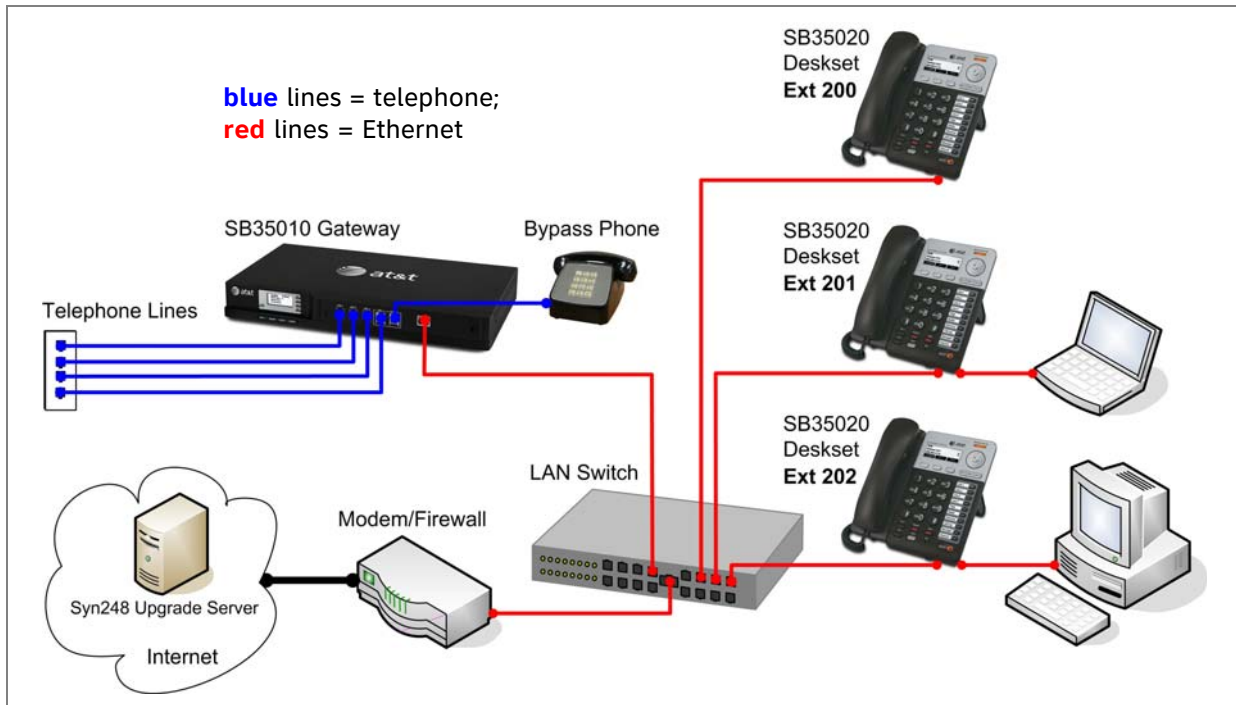 blue lines = telephone;
red lines = Ethernet
SB35020
Deskset
Ext 200
SB35010 Gateway
Bypass Phone
at&t
at&t
Telephone Lines
SB35020
Deskset
Ext 201
SB35020
Deskset
Ext 202
LAN Switch
Modem/Firewall
Syn248 Upgrade Server
Internet